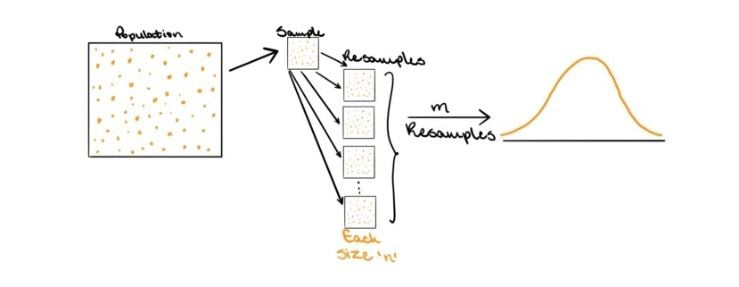 Population
Sample
Resamples
m
Resamples
Each
size 'n'